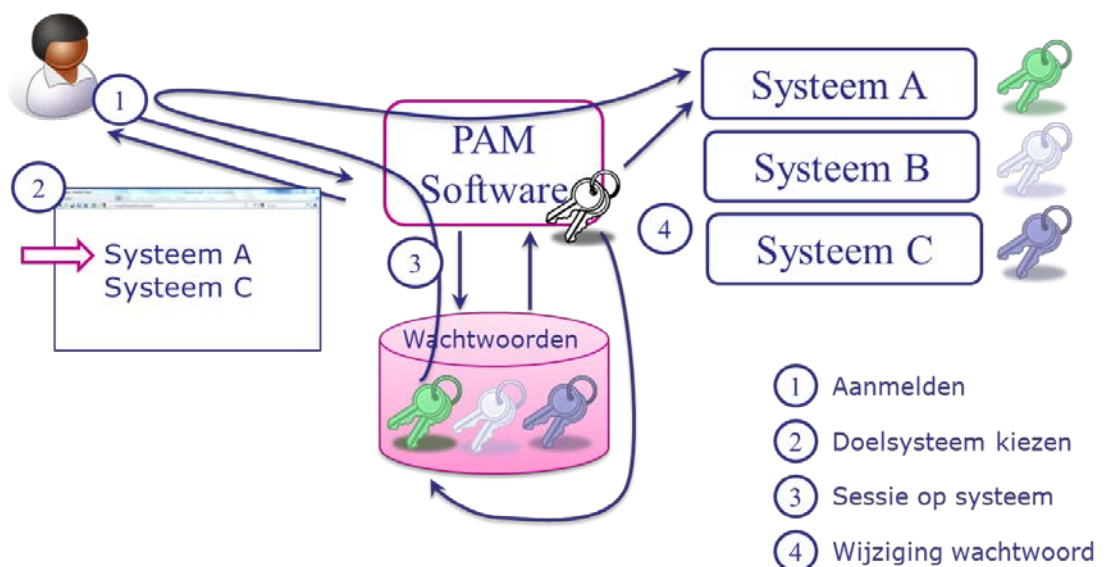 1
2
Systeem A
Systeem C
PAM
Software
3
Wachtwoorden
Systeem A
Systeem B
4
Systeem C
1 Aanmelden
2 Doelsysteem kiezen
3 Sessie op systeem
4 Wijziging wachtwoord